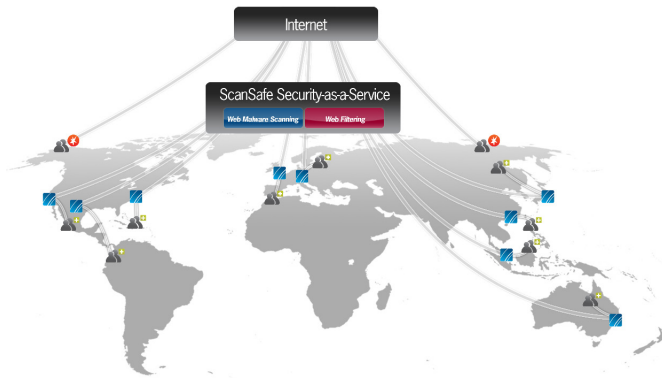 Internet
ScanSafe Security-as-a-Service
Web Malware Scanning
Web Filtering